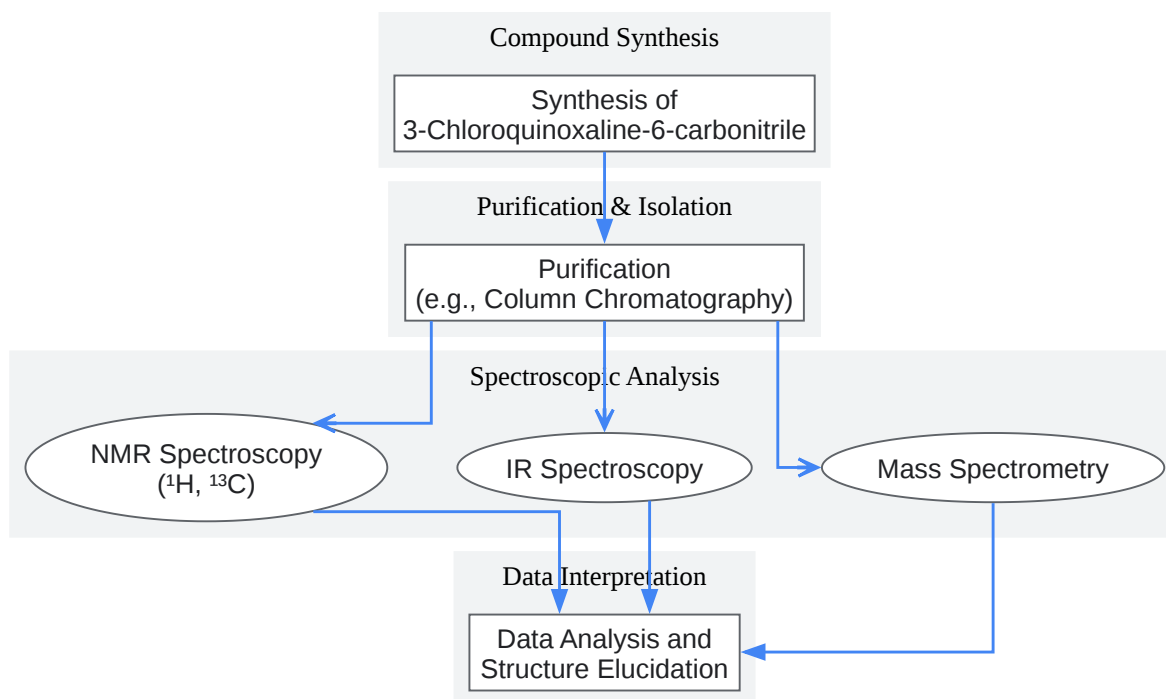 Compound Synthesis
Synthesis of
3-Chloroquinoxaline-6-carbonitrile
Purification & Isolation
Purification
(e.g., Column Chromatography)
Spectroscopic Analysis
NMR Spectroscopy
(¹H, ¹³C)
IR Spectroscopy
Mass Spectrometry
Data Interpretation
Data Analysis and
Structure Elucidation